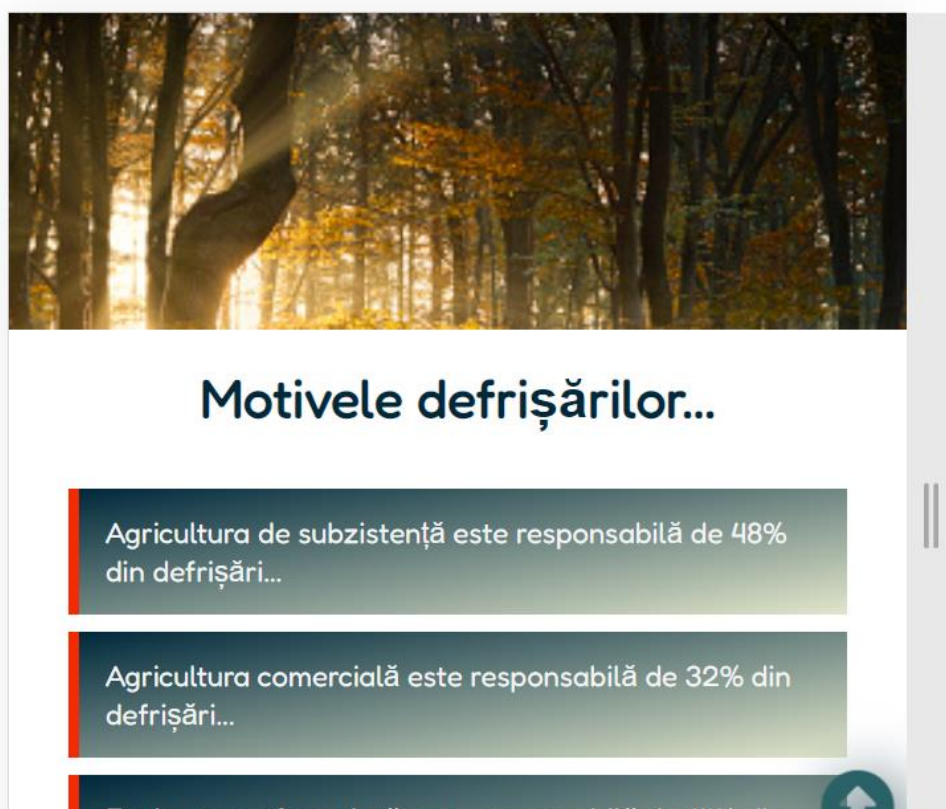 Motivele defrișărilor...
Agricultura de subzistență este responsabilă de 48%
din defrișări...
Agricultura comercială este responsabilă de 32% din
defrișări...